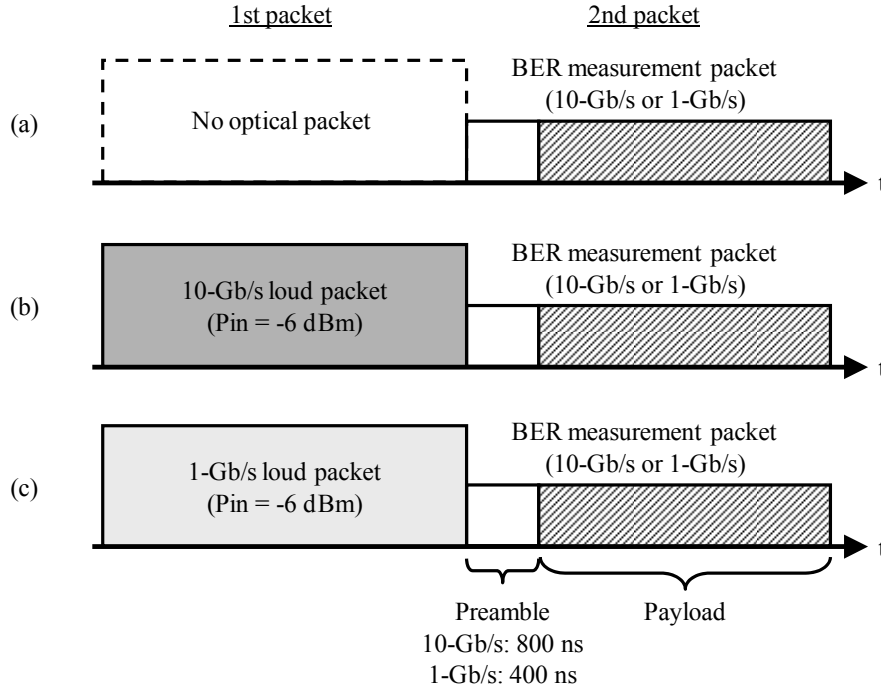 1st packet
2nd packet
(a)
No optical packet
BER measurement packet
(10-Gb/s or 1-Gb/s)
t
(b)
10-Gb/s loud packet
(Pin = -6 dBm)
BER measurement packet
(10-Gb/s or 1-Gb/s)
t
(c)
1-Gb/s loud packet
(Pin = -6 dBm)
BER measurement packet
(10-Gb/s or 1-Gb/s)
t
Preamble
10-Gb/s: 800 ns
1-Gb/s: 400 ns
Payload